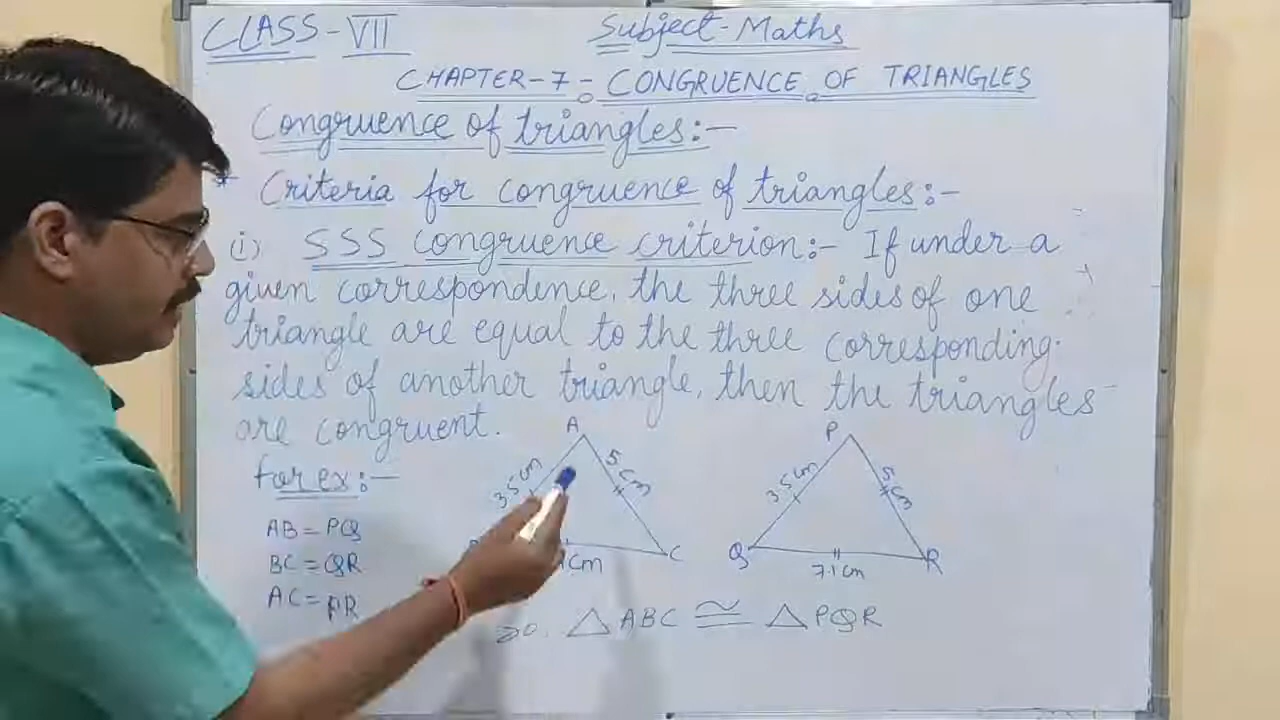 CLASS-VII Subject-Maths
CHAPTER-7: CONGRUENCE OF TRIANGLES
Congruence of triangles:-
* Criteria for congruence of triangles:-
(i) SSS congruence criterion:- If under a
given correspondence, the three sides of one
triangle are equal to the three corresponding
sides of another triangle, then the triangles
are congruent.
for ex:-
A
3.5cm
5cm
C
cm
P
3.5cm
5cm
Q
R
7.1cm
AB = PQ
BC = QR
AC = PR
So. △ABC ≅ △PQR